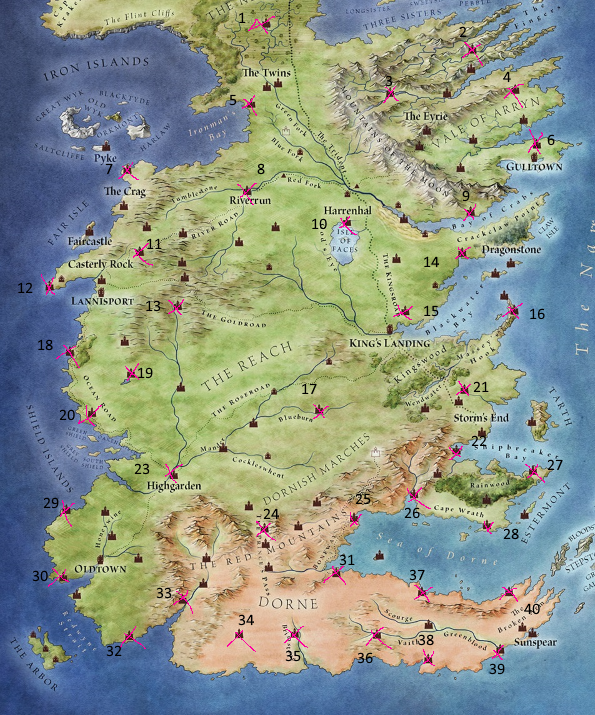 THE N
LONGSISTER
THREE SISTERS
PEBBLE
Fingers
The Flint Cliffs
1
2
IRON ISLANDS
The Twins
3
4
GREAT WYK
BLACKTYDE
OLD WYK
ORKMONT
HARLAW
SALTCLIFFE
Pyke
5
Ironman's Bay
Green Fork
Blue Fork
The Trident
The Eyrie
VALE OF ARRYN
MOUNTAINS OF THE MOON
6
GULLTOWN
7
The Crag
8
Tumblestone
Riverrun
Red Fork
9
Bay of Crabs
Crackclaw Point
CLAW ISLE
FAIR ISLE
Faircastle
RIVER ROAD
Harrenhal
10
ISLE OF FACES
Dragonstone
11
Casterly Rock
14
12
LANNISPORT
13
THE GOLDROAD
THE KINGSROAD
15
Blackwater Bay
16
The Nar
KING'S LANDING
18
THE REACH
Kingswood
Massey's Hook
19
OCEAN ROAD
THE ROSEROAD
17
Wendwater
21
20
Blueburn
Storm's End
TARTH
SHIELD ISLANDS
Mander
Cockleswhent
DORNISH MARCHES
22
Shipbreaker Bay
23
Highgarden
27
Rainwood
29
Honeywine
24
25
26
Cape Wrath
28
ESTERMONT
THE RED MOUNTAINS
Sea of Dorne
OLDTOWN
30
31
33
DORNE
37
34
Scourge
The Broken
40
32
35
36
Vaith
38
Greenblood
Sunspear
39
THE ARBOR